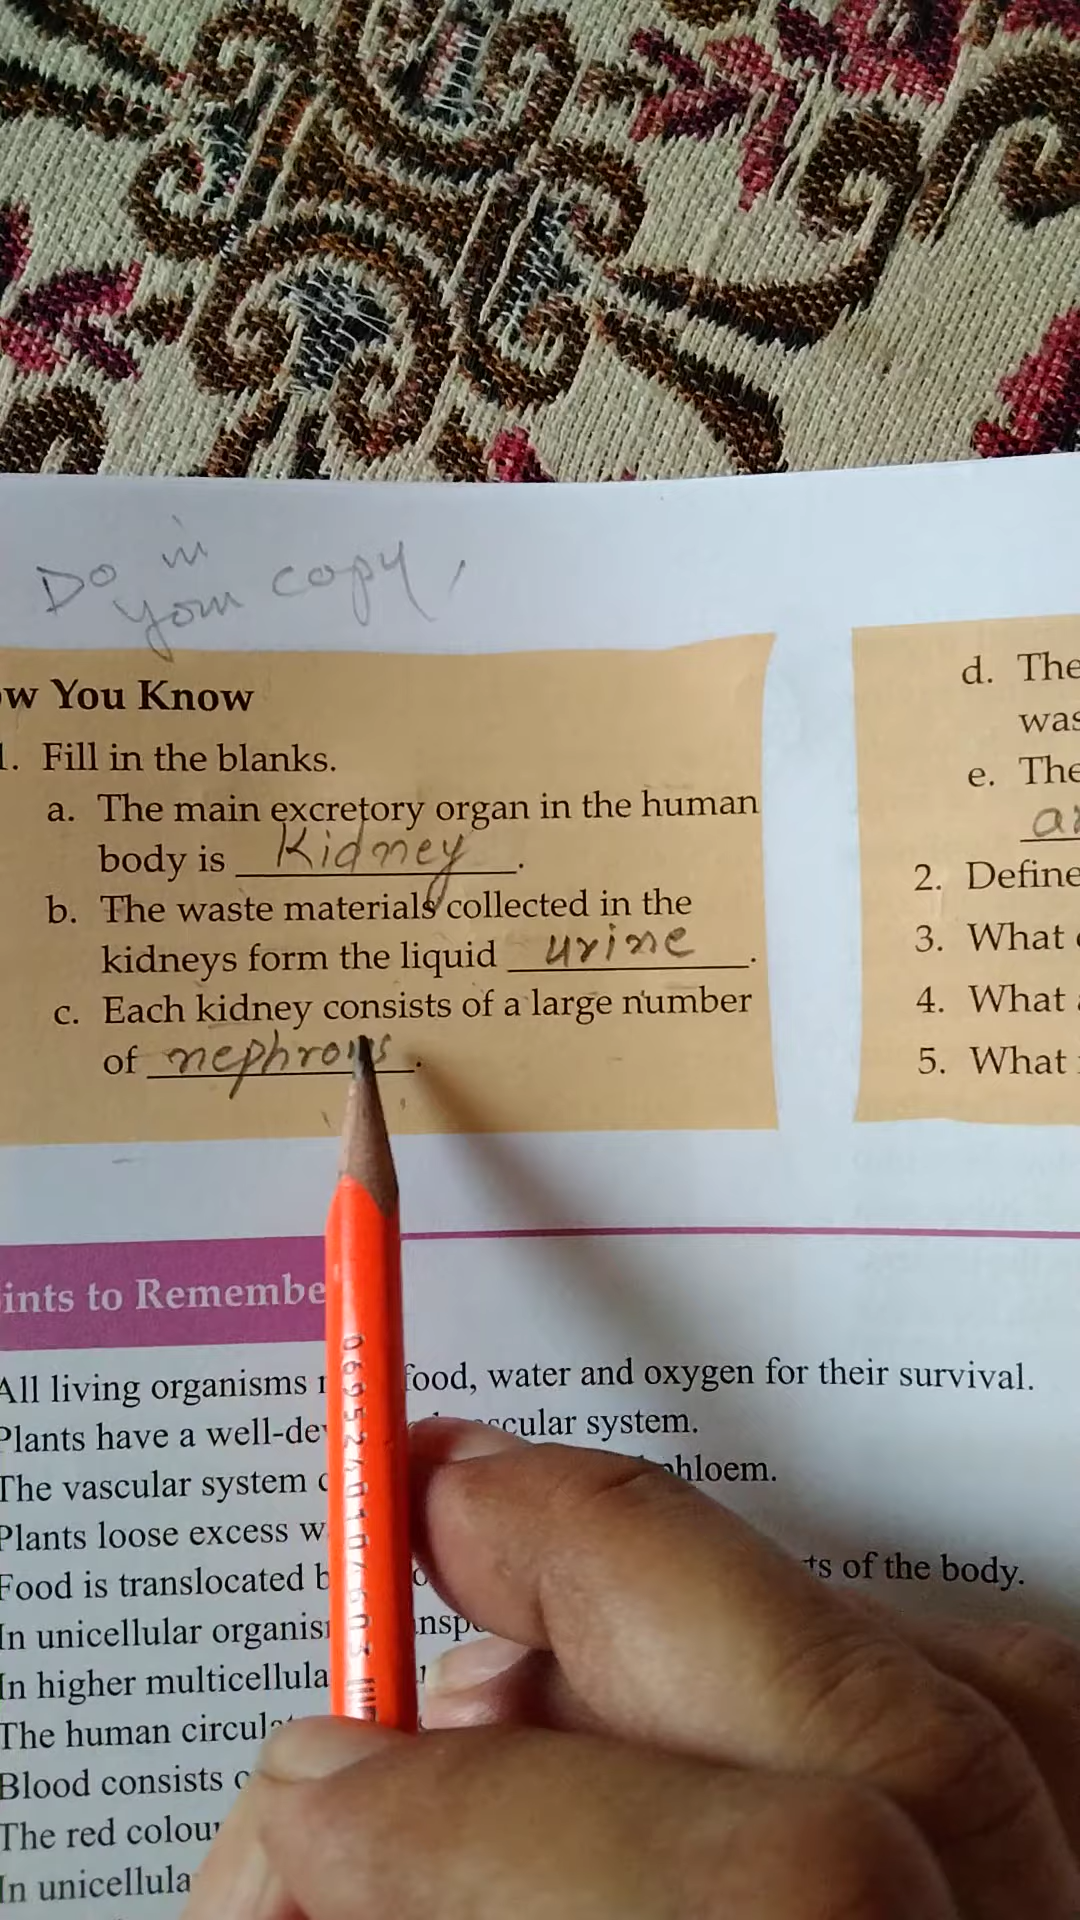 Do in
your copy,
ow You Know
1. Fill in the blanks.
a. The main excretory organ in the human
body is Kidney.
b. The waste materials collected in the
kidneys form the liquid urine.
c. Each kidney consists of a large number
of nephrons.
d. The
was
e. The
2. Define
3. What
4. What
5. What
ints to Remembe
All living organisms food, water and oxygen for their survival.
Plants have a well-de scular system.
The vascular system phloem.
Plants loose excess w
Food is translocated b ts of the body.
In unicellular organis nsp
In higher multicellula
The human circula
Blood consists
The red colou
In unicellula